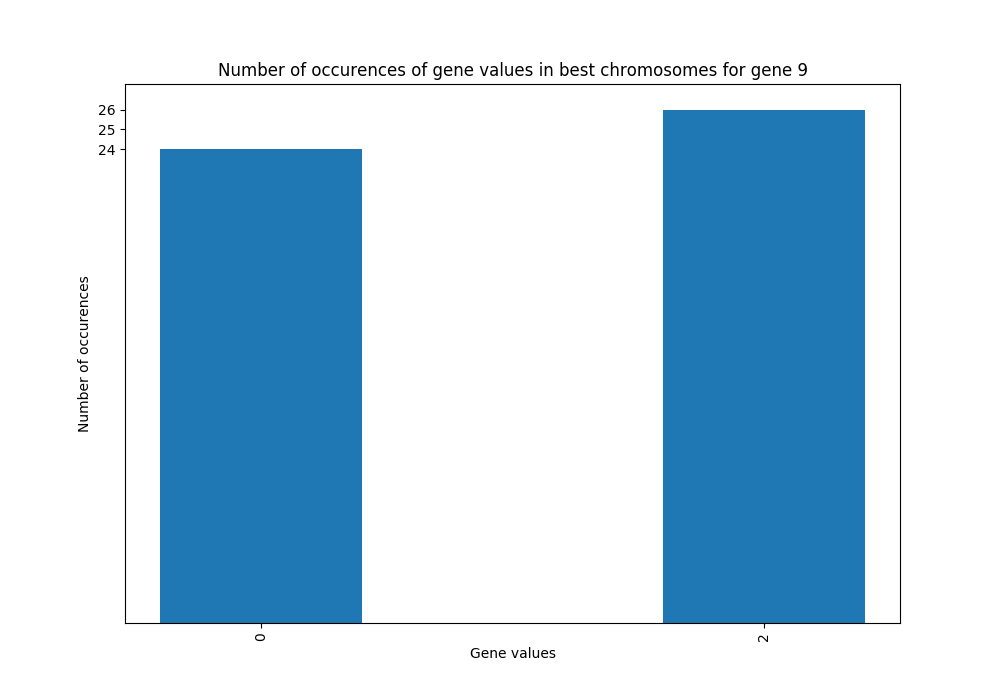 Number of occurences of gene values in best chromosomes for gene 9
26
25
24
Number of occurences
0
2
Gene values